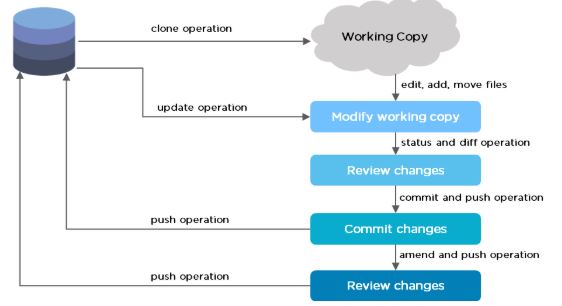 clone operation
Working Copy
edit, add, move files
update operation
Modify working copy
status and diff operation
Review changes
commit and push operation
push operation
Commit changes
amend and push operation
push operation
Review changes